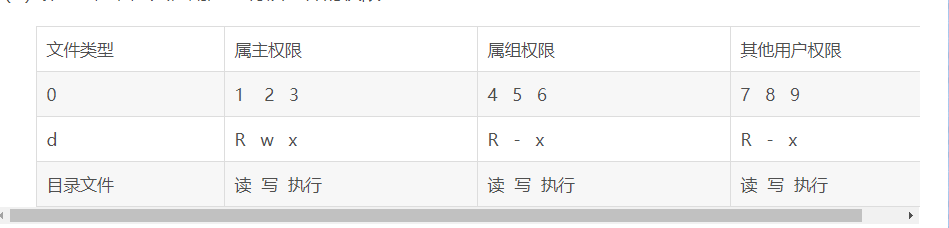 文件类型 属主权限 属组权限 其他用户权限
0 1 2 3 4 5 6 7 8 9
d R w x R - x R - x
目录文件 读 写 执行 读 写 执行 读 写 执行